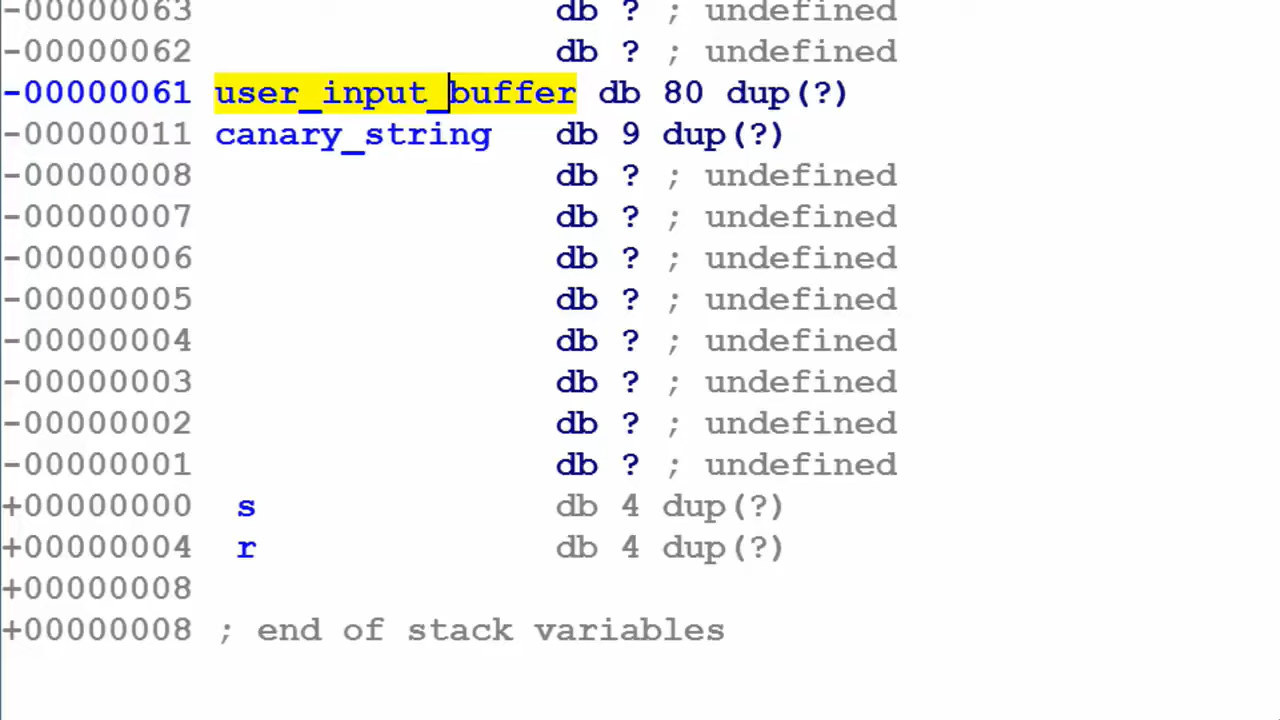 -00000063 db ? ; undefined
-00000062 db ? ; undefined
-00000061 user_input_buffer db 80 dup(?)
-00000011 canary_string db 9 dup(?)
-00000008 db ? ; undefined
-00000007 db ? ; undefined
-00000006 db ? ; undefined
-00000005 db ? ; undefined
-00000004 db ? ; undefined
-00000003 db ? ; undefined
-00000002 db ? ; undefined
-00000001 db ? ; undefined
+00000000 s db 4 dup(?)
+00000004 r db 4 dup(?)
+00000008
+00000008 ; end of stack variables